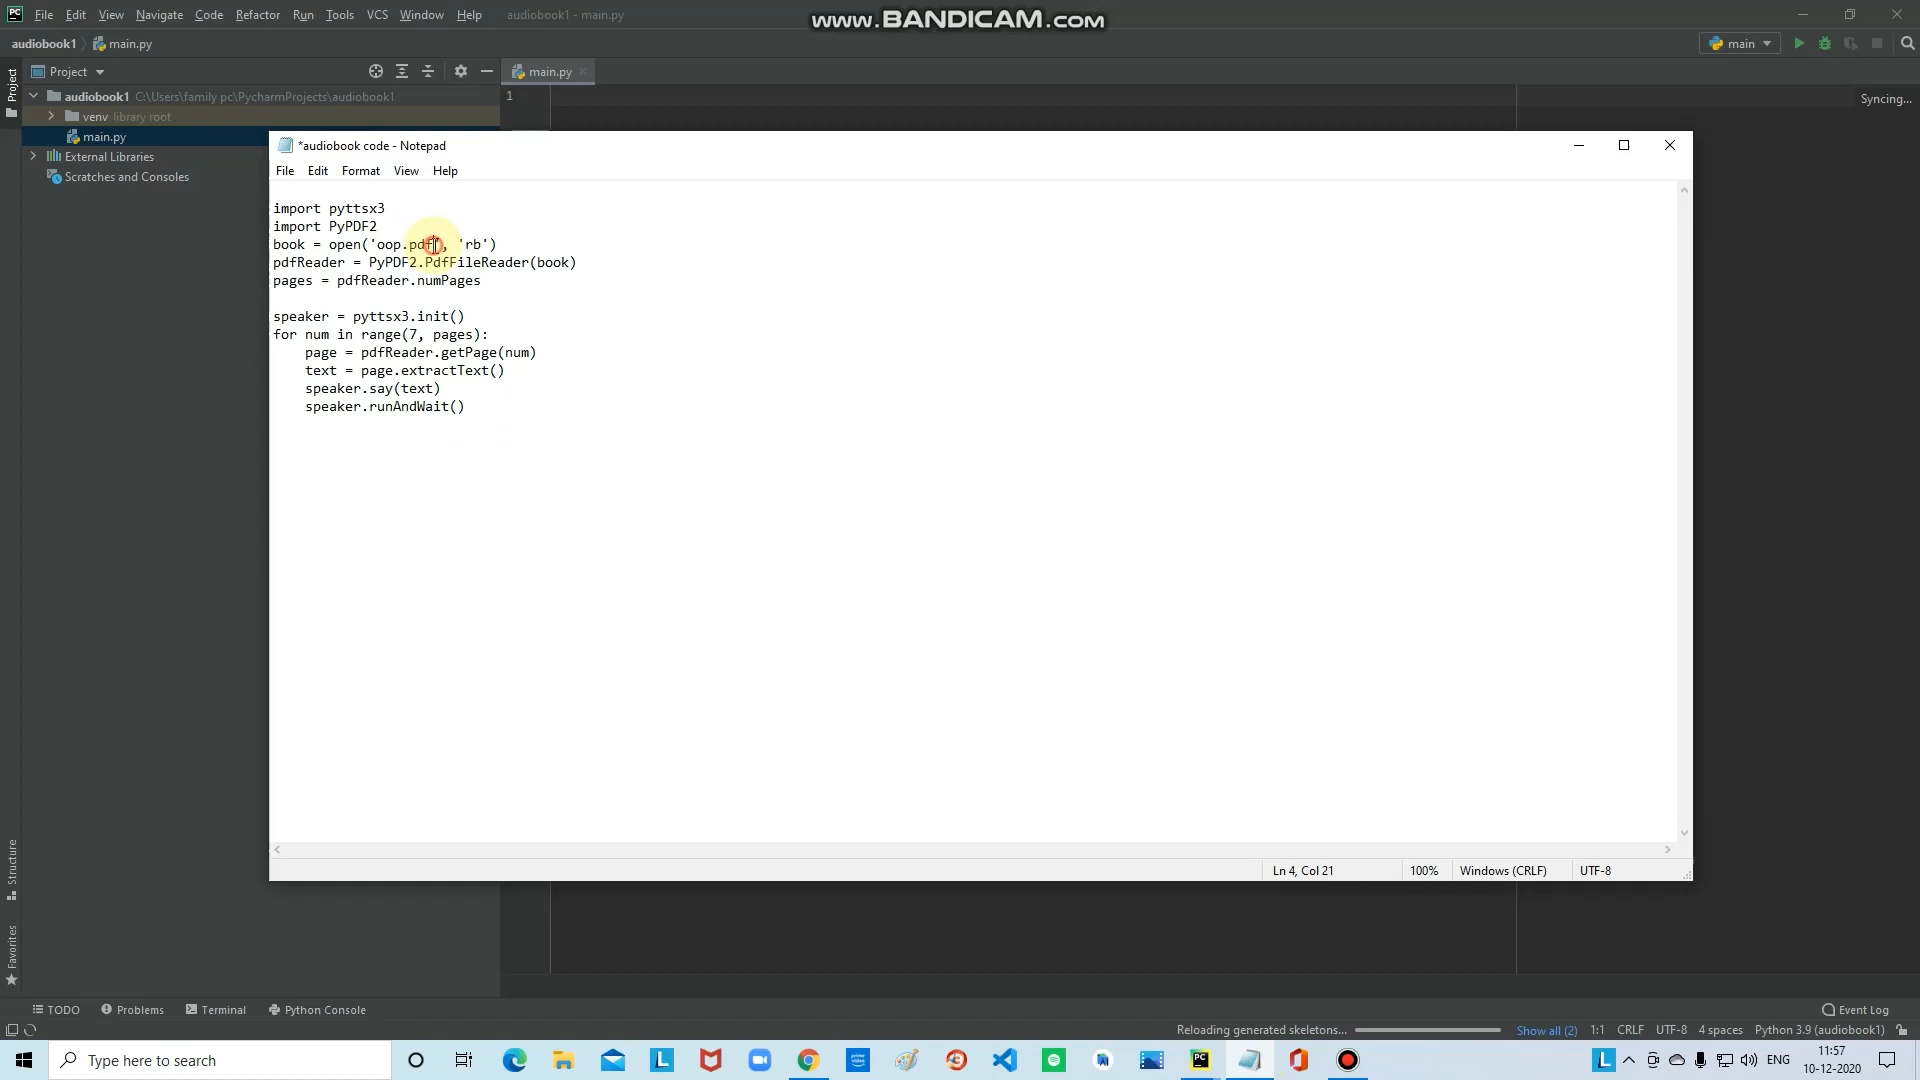 PC File Edit View Navigate Code Refactor Run Tools VCS Window Help audiobook1 - main.py
www.BANDICAM.com
audiobook1 main.py
main
Project
main.py
audiobook1 C:\Users\family pc\PycharmProjects\audiobook1
1
Syncing...
venv library root
main.py
External Libraries
Scratches and Consoles
Project
*audiobook code - Notepad
File Edit Format View Help
import pyttsx3
import PyPDF2
book = open('oop.pdf', 'rb')
pdfReader = PyPDF2.PdfFileReader(book)
pages = pdfReader.numPages
speaker = pyttsx3.init()
for num in range(7, pages):
page = pdfReader.getPage(num)
text = page.extractText()
speaker.say(text)
speaker.runAndWait()
Ln 4, Col 21 100% Windows (CRLF) UTF-8
Structure
Favorites
TODO Problems Terminal Python Console Event Log
Reloading generated skeletons... Show all (2) 1:1 CRLF UTF-8 4 spaces Python 3.9 (audiobook1)
Type here to search
ENG
11:57
10-12-2020